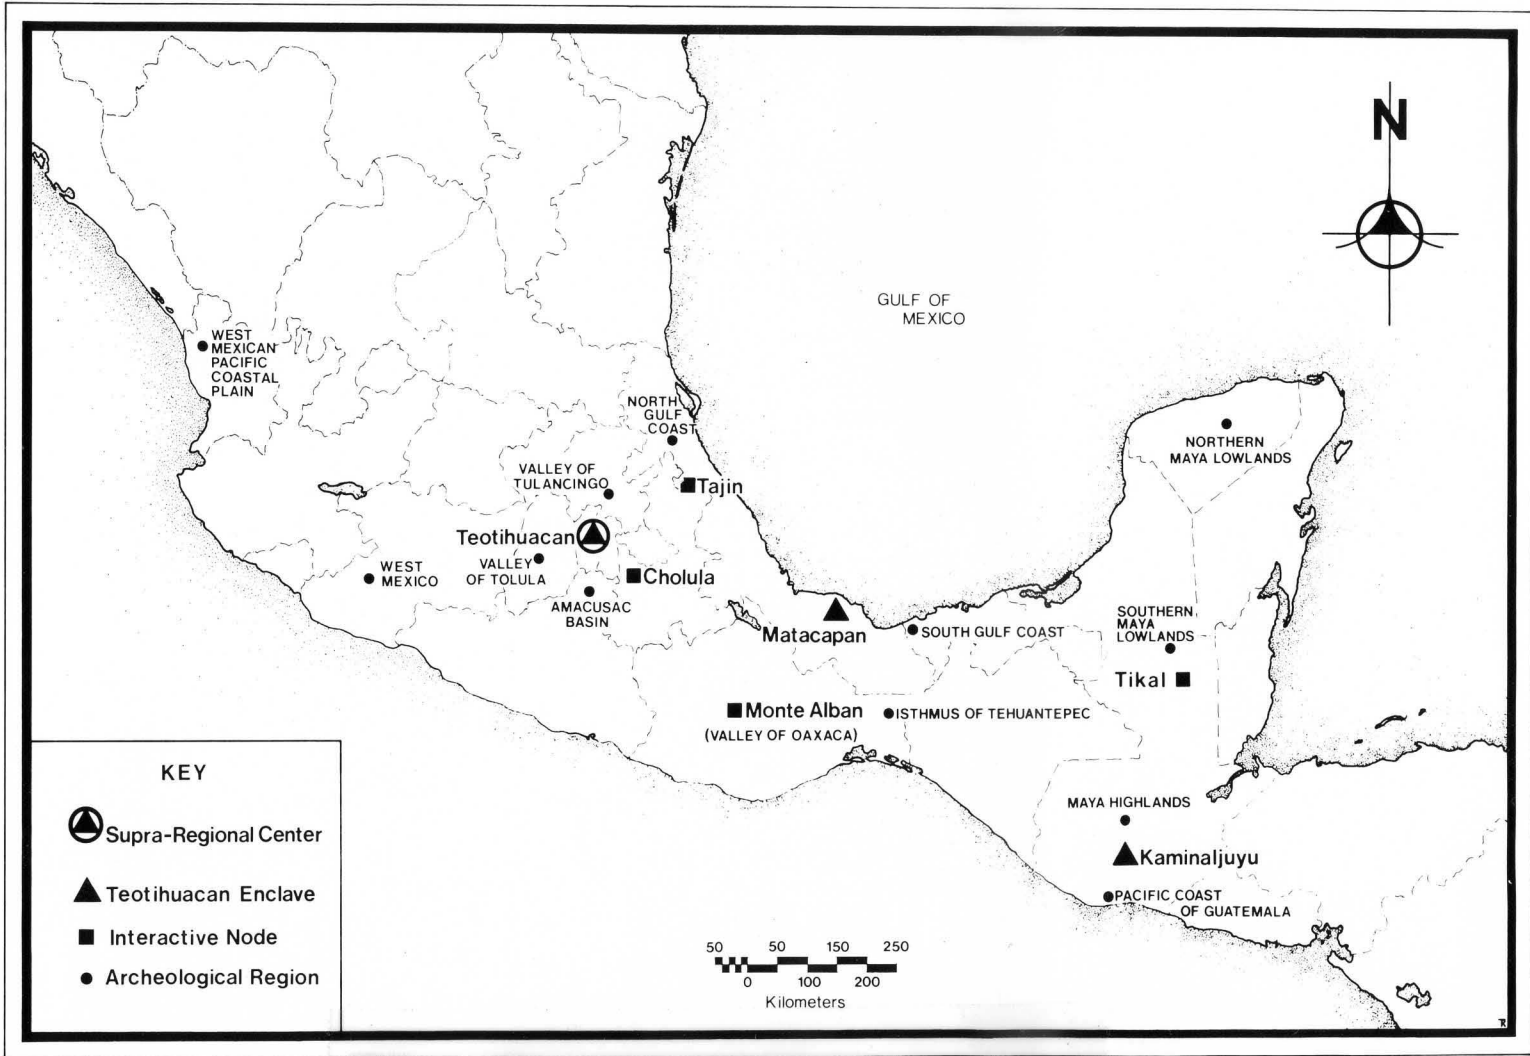 N
GULF OF
MEXICO
WEST
MEXICAN
PACIFIC
COASTAL
PLAIN
NORTH
GULF
COAST
NORTHERN
MAYA LOWLANDS
VALLEY OF
TULANCINGO
Tajin
Teotihuacan
VALLEY
OF TOLULA
WEST
MEXICO
Cholula
AMACUSAC
BASIN
Matacapan
SOUTH GULF COAST
SOUTHERN
MAYA
LOWLANDS
Tikal
Monte Alban
(VALLEY OF OAXACA)
ISTHMUS OF TEHUANTEPEC
MAYA HIGHLANDS
Kaminaljuyu
PACIFIC COAST
OF GUATEMALA
KEY
Supra-Regional Center
Teotihuacan Enclave
Interactive Node
Archeological Region
50 50 150 250
0 100 200
Kilometers